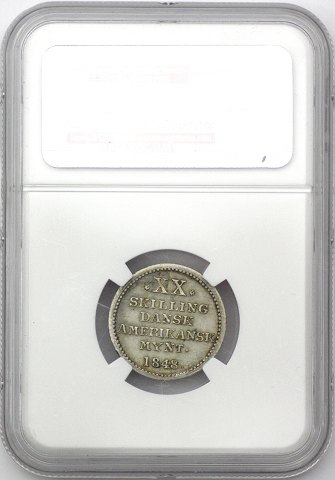 XX
SKILLING
DANSK
AMERIKANSK
MYNT.
1848